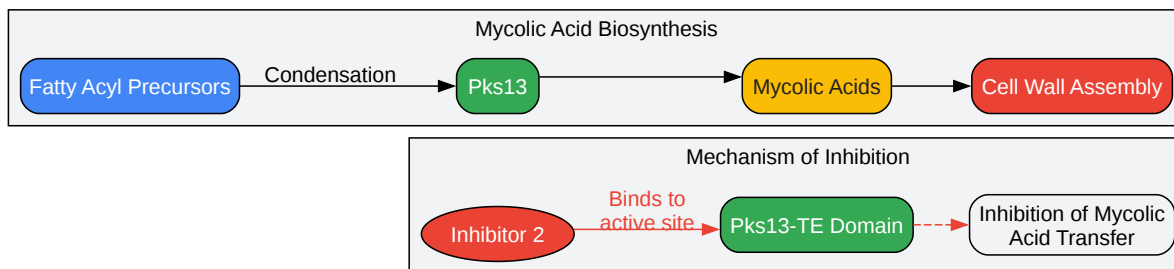 Mycolic Acid Biosynthesis
Fatty Acyl Precursors
Condensation
Pks13
Mycolic Acids
Cell Wall Assembly
Mechanism of Inhibition
Inhibitor 2
Binds to
active site
Pks13-TE Domain
Inhibition of Mycolic
Acid Transfer